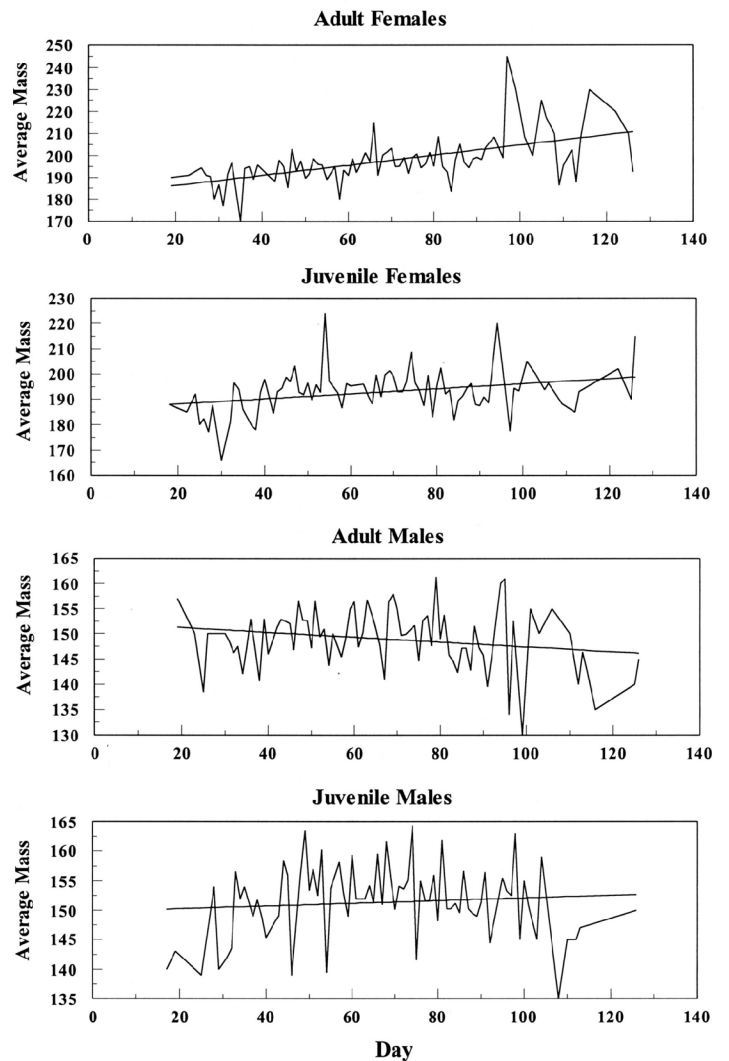 Adult Females
Average Mass
250
240
230
220
210
200
190
180
170
0 20 40 60 80 100 120 140
Juvenile Females
Average Mass
230
220
210
200
190
180
170
160
0 20 40 60 80 100 120 140
Adult Males
Average Mass
165
160
155
150
145
140
135
130
0 20 40 60 80 100 120 140
Juvenile Males
Average Mass
165
160
155
150
145
140
135
0 20 40 60 80 100 120 140
Day